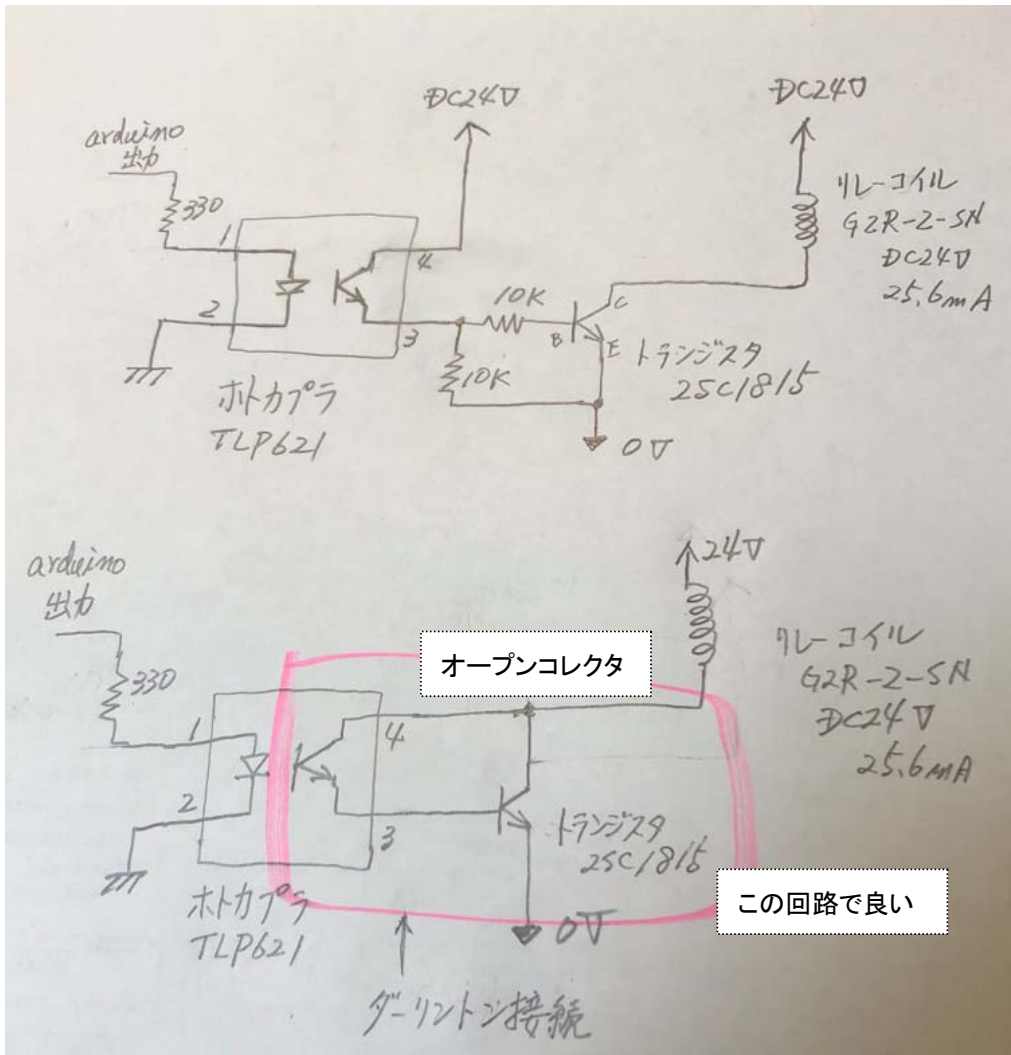 DC24V
DC24V
arduino
出力
330
1
4
2
3
10K
10K
B
C
E
トランジスタ
2SC1815
0V
ホトカプラ
TLP621
リレーコイル
G2R-2-SN
DC24V
25.6mA
24V
arduino
出力
330
オープンコレクタ
1
4
2
3
リレーコイル
G2R-2-SN
DC24V
25.6mA
トランジスタ
2SC1815
この回路で良い
ホトカプラ
TLP621
0V
ダーリントン接続